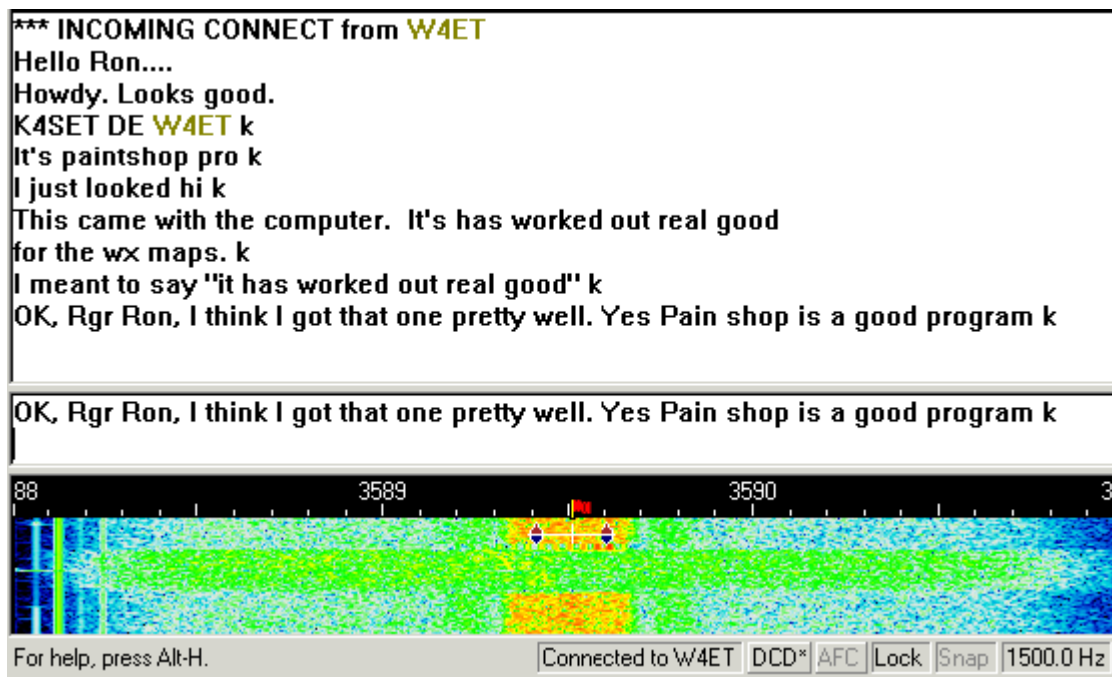 *** INCOMING CONNECT from W4ET
Hello Ron....
Howdy. Looks good.
K4SET DE W4ET k
It's paintshop pro k
I just looked hi k
This came with the computer.  It's has worked out real good
for the wx maps. k
I meant to say "it has worked out real good" k
OK, Rgr Ron, I think I got that one pretty well. Yes Pain shop is a good program k
OK, Rgr Ron, I think I got that one pretty well. Yes Pain shop is a good program k
88 3589 3590 3
For help, press Alt-H. Connected to W4ET DCD* AFC Lock Snap 1500.0 Hz